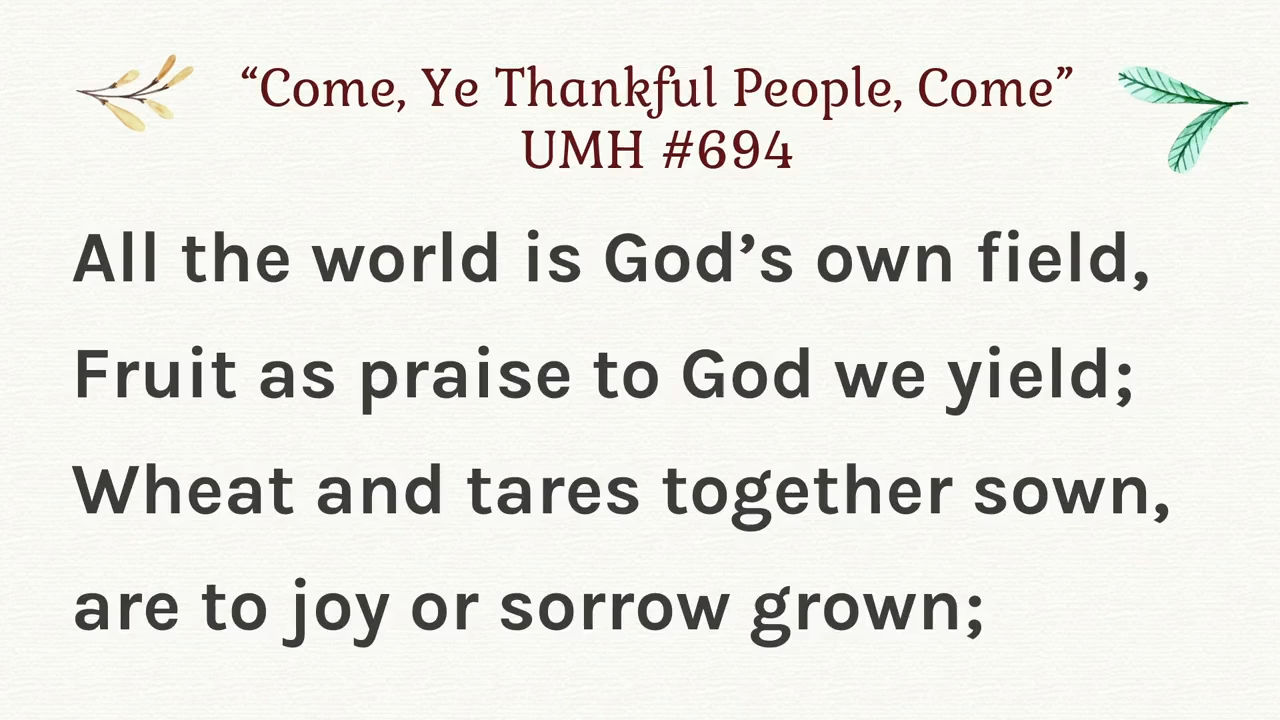 “Come, Ye Thankful People, Come”
UMH #694
All the world is God’s own field,
Fruit as praise to God we yield;
Wheat and tares together sown,
are to joy or sorrow grown;